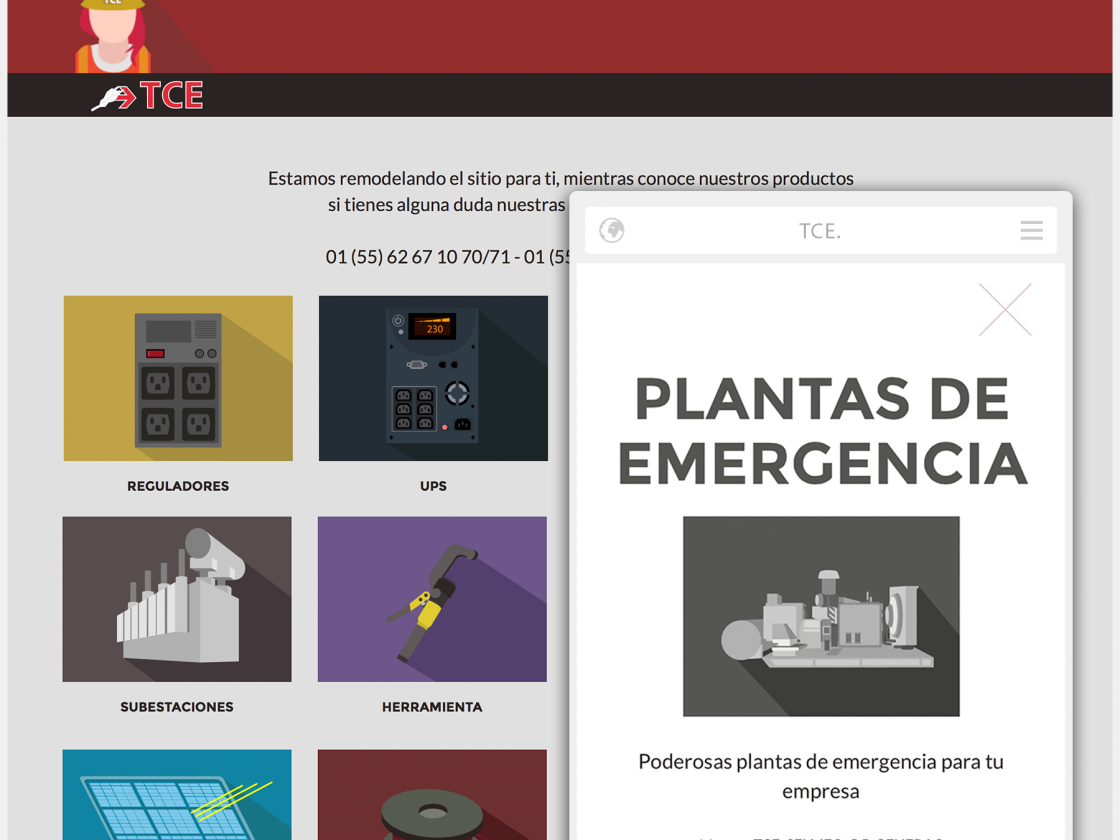 TCE
TCE
Estamos remodelando el sitio para ti, mientras conoce nuestros productos
si tienes alguna duda nuestras
01 (55) 62 67 10 70/71 - 01 (55
230
REGULADORES
UPS
SUBESTACIONES
HERRAMIENTA
TCE.
PLANTAS DE
EMERGENCIA
Poderosas plantas de emergencia para tu
empresa